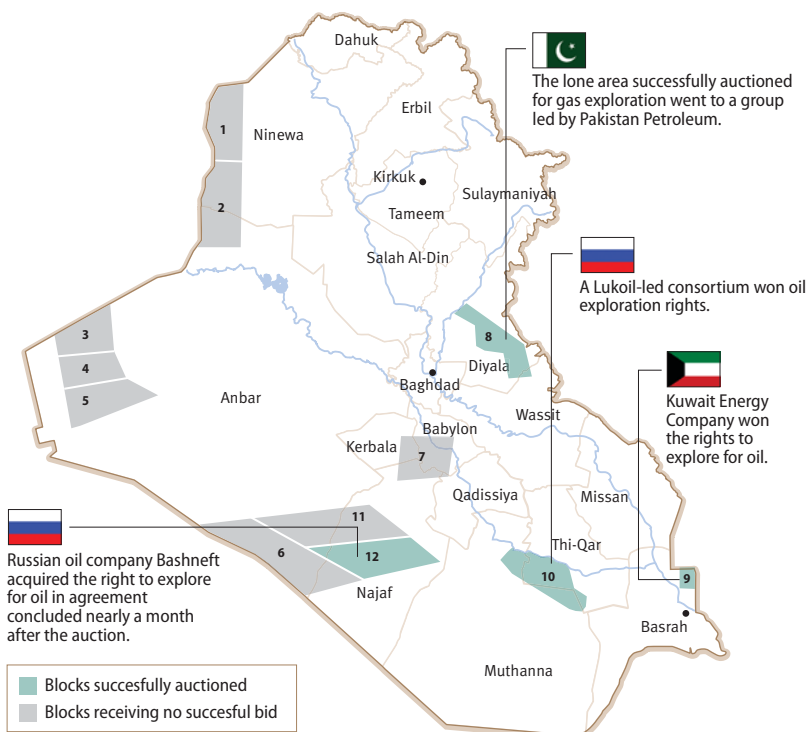 Dahuk
The lone area successfully auctioned
for gas exploration went to a group
led by Pakistan Petroleum.
Erbil
1
Ninewa
Kirkuk
Sulaymaniyah
2
Tameem
Salah Al-Din
A Lukoil-led consortium won oil
exploration rights.
3
8
4
Diyala
Baghdad
5
Anbar
Kuwait Energy
Company won
the rights to
explore for oil.
Wassit
Babylon
Kerbala
7
Qadissiya
Missan
11
6
12
Thi-Qar
Russian oil company Bashneft
acquired the right to explore
for oil in agreement
concluded nearly a month
after the auction.
10
9
Najaf
Basrah
Muthanna
Blocks succesfully auctioned
Blocks receiving no succesful bid